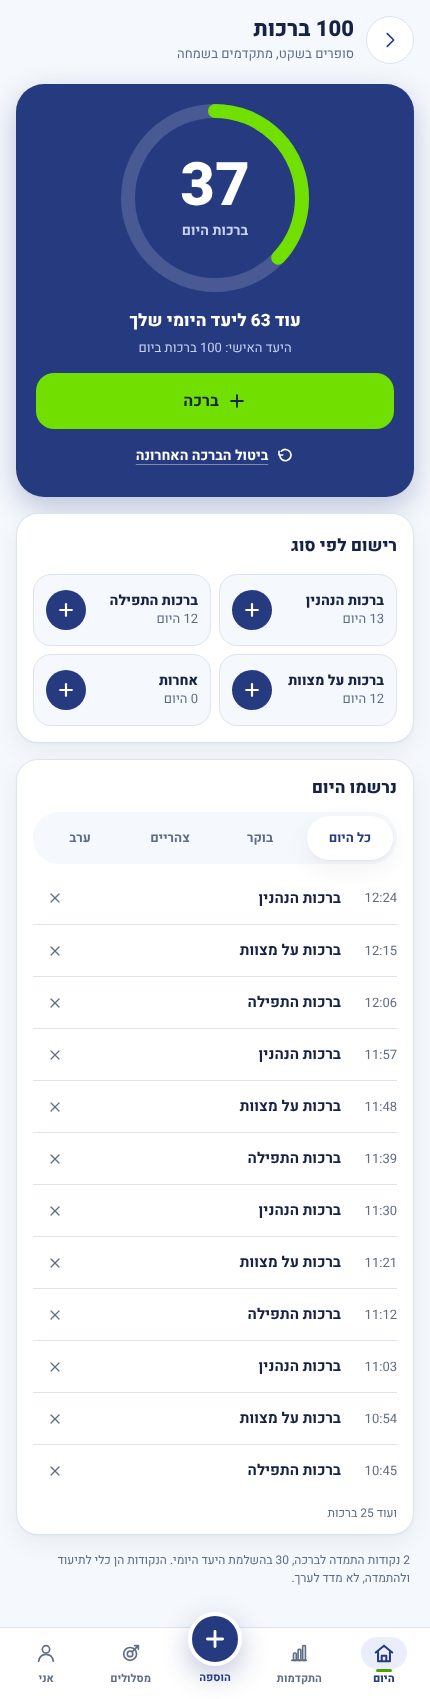 100 ברכות
סופרים בשקט, מתקדמים בשמחה
37
ברכות היום
עוד 63 ליעד היומי שלך
היעד האישי: 100 ברכות ביום
ברכה
ביטול הברכה האחרונה
רישום לפי סוג
ברכות הנהנין
13 היום
ברכות התפילה
12 היום
ברכות על מצוות
12 היום
אחרות
0 היום
נרשמו היום
כל היום
בוקר
צהריים
ערב
12:24 ברכות הנהנין
12:15 ברכות על מצוות
12:06 ברכות התפילה
11:57 ברכות הנהנין
11:48 ברכות על מצוות
11:39 ברכות התפילה
11:30 ברכות הנהנין
11:21 ברכות על מצוות
11:12 ברכות התפילה
11:03 ברכות הנהנין
10:54 ברכות על מצוות
10:45 ברכות התפילה
ועוד 25 ברכות
2 נקודות התמדה לברכה, 30 בהשלמת היעד היומי. הנקודות הן כלי לתיעוד
ולהתמדה, לא מדד לערך.
היום
התקדמות
הוספה
מסלולים
אני